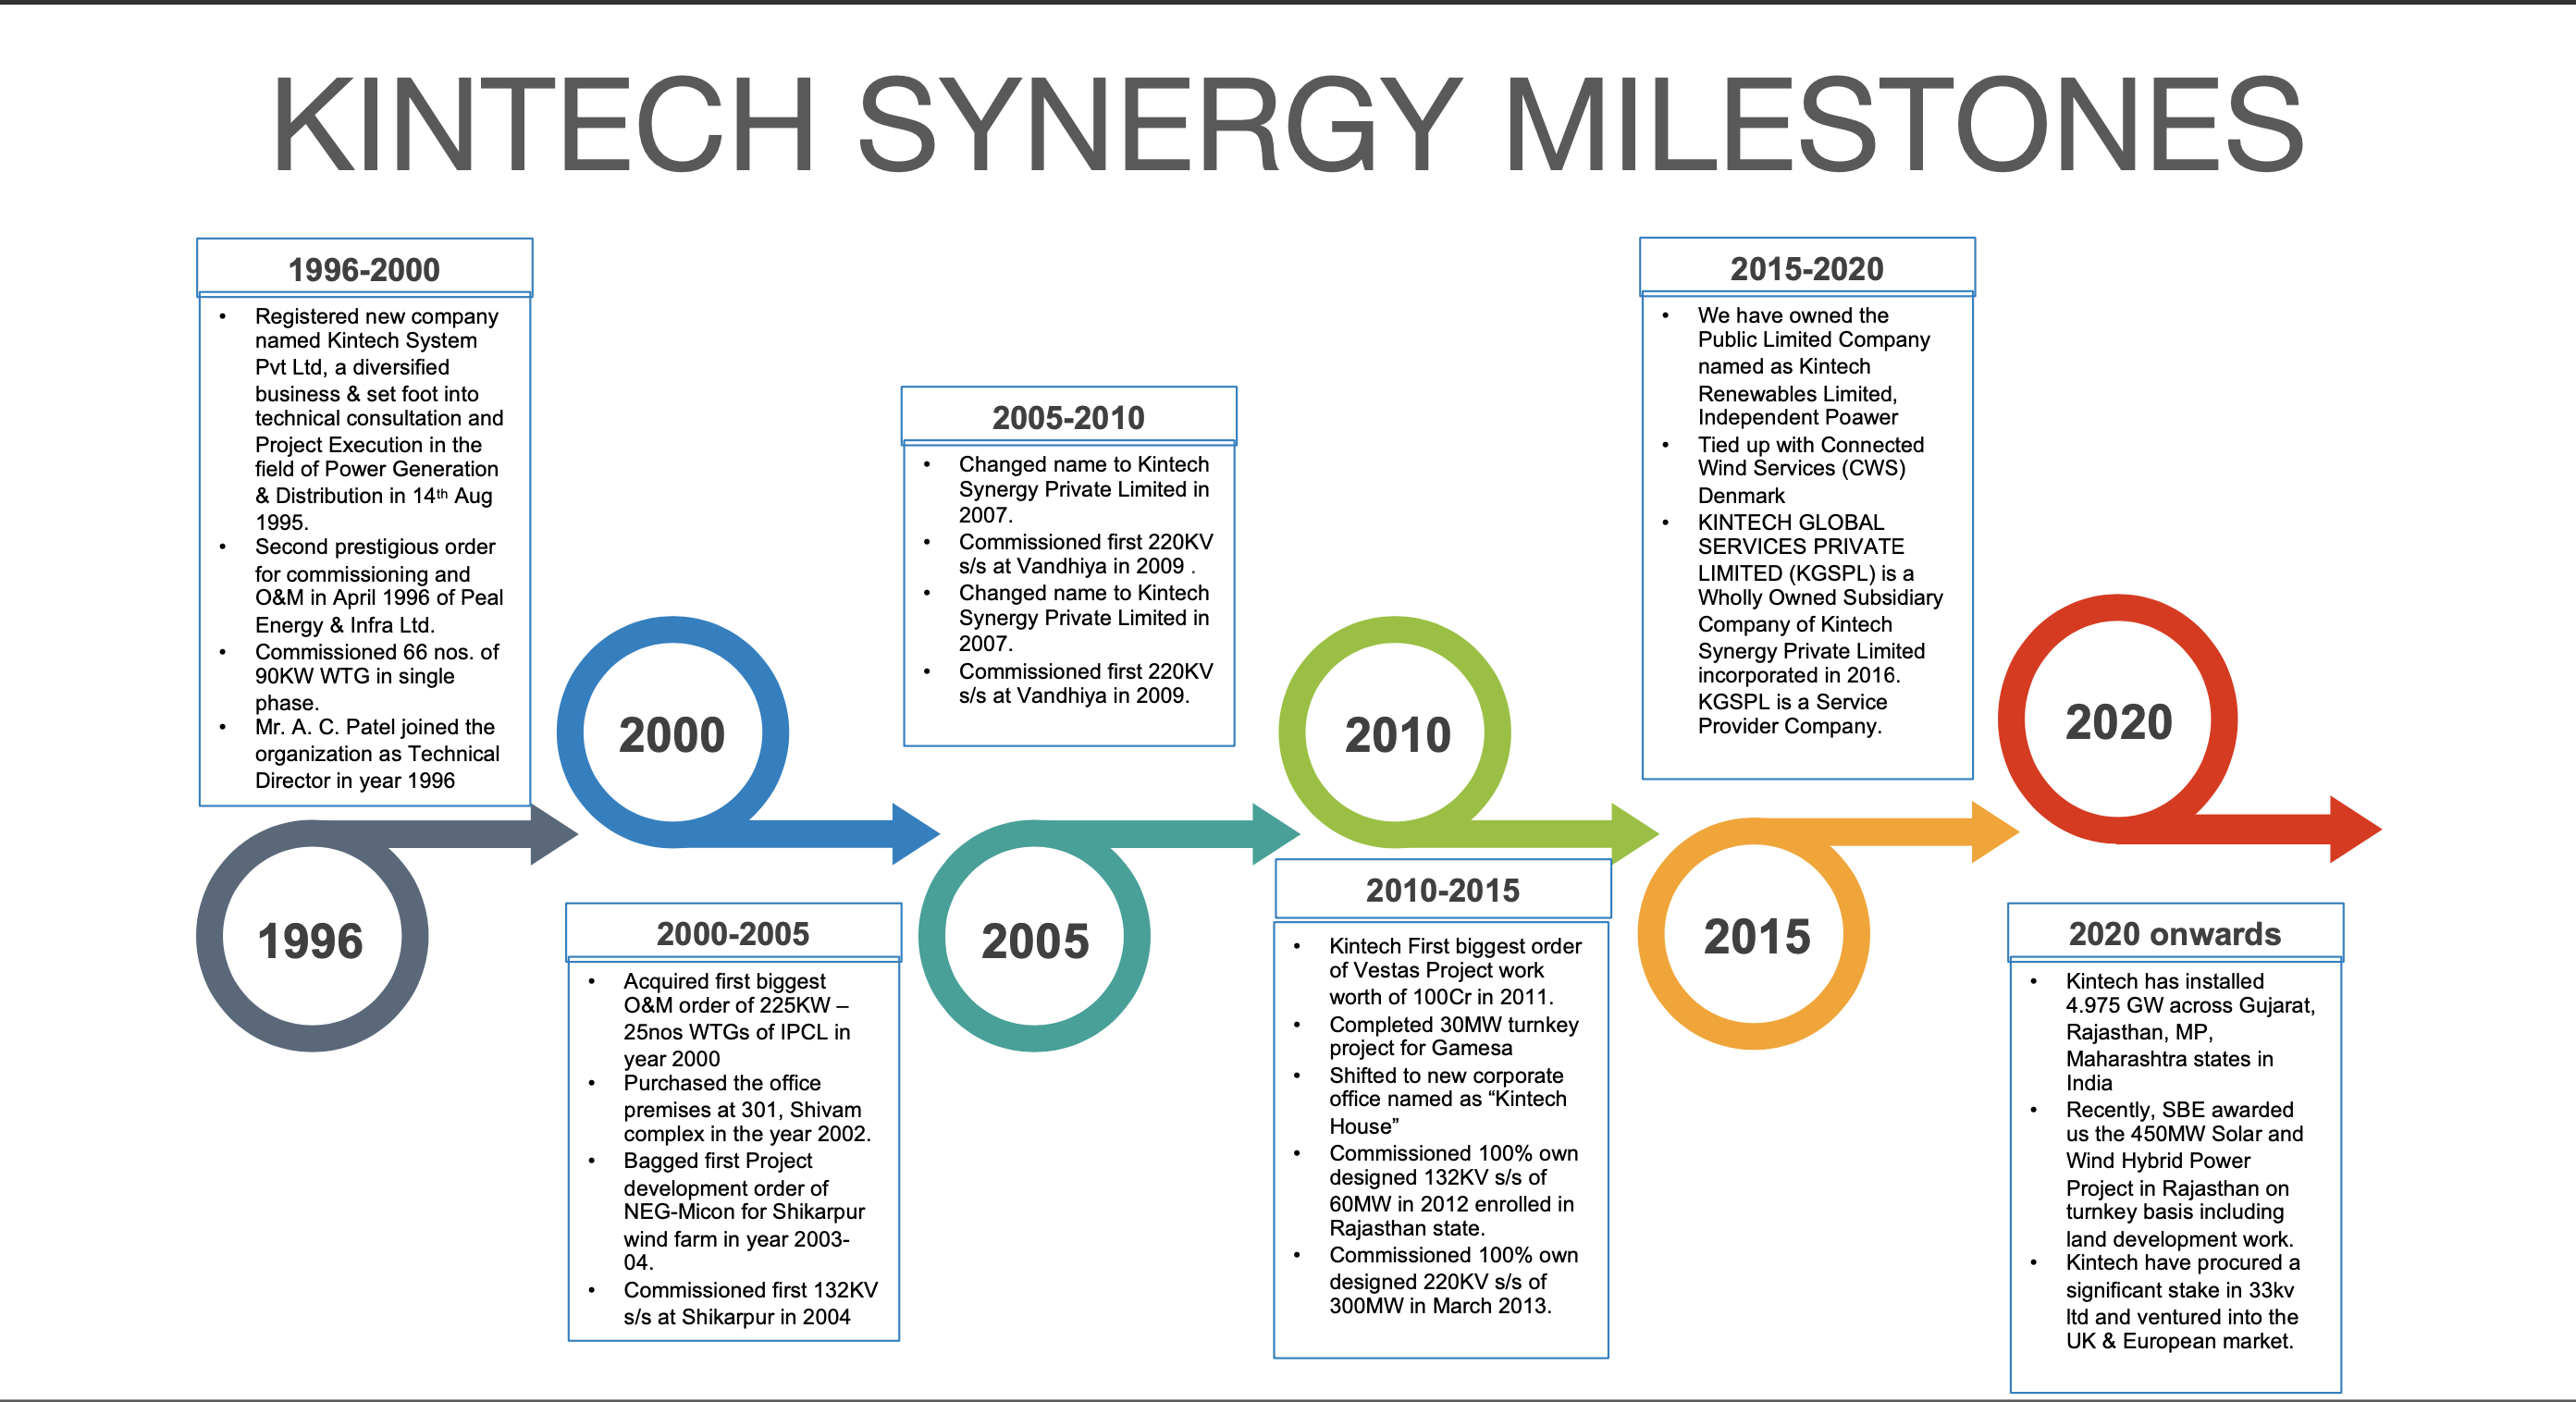 KINTECH SYNERGY MILESTONES
1996-2000
• Registered new company
named Kintech System
Pvt Ltd, a diversified
business & set foot into
technical consultation and
Project Execution in the
field of Power Generation
& Distribution in 14th Aug
1995.
• Second prestigious order
for commissioning and
O&M in April 1996 of Peal
Energy & Infra Ltd.
• Commissioned 66 nos. of
90KW WTG in single
phase.
• Mr. A. C. Patel joined the
organization as Technical
Director in year 1996
1996
2000
2000-2005
• Acquired first biggest
O&M order of 225KW –
25nos WTGs of IPCL in
year 2000
• Purchased the office
premises at 301, Shivam
complex in the year 2002.
• Bagged first Project
development order of
NEG-Micon for Shikarpur
wind farm in year 2003-
04.
• Commissioned first 132KV
s/s at Shikarpur in 2004
2005-2010
• Changed name to Kintech
Synergy Private Limited in
2007.
• Commissioned first 220KV
s/s at Vandhiya in 2009 .
• Changed name to Kintech
Synergy Private Limited in
2007.
• Commissioned first 220KV
s/s at Vandhiya in 2009.
2005
2010
2010-2015
• Kintech First biggest order
of Vestas Project work
worth of 100Cr in 2011.
• Completed 30MW turnkey
project for Gamesa
• Shifted to new corporate
office named as “Kintech
House”
• Commissioned 100% own
designed 132KV s/s of
60MW in 2012 enrolled in
Rajasthan state.
• Commissioned 100% own
designed 220KV s/s of
300MW in March 2013.
2015-2020
• We have owned the
Public Limited Company
named as Kintech
Renewables Limited,
Independent Poawer
• Tied up with Connected
Wind Services (CWS)
Denmark
• KINTECH GLOBAL
SERVICES PRIVATE
LIMITED (KGSPL) is a
Wholly Owned Subsidiary
Company of Kintech
Synergy Private Limited
incorporated in 2016.
KGSPL is a Service
Provider Company.
2015
2020
2020 onwards
• Kintech has installed
4.975 GW across Gujarat,
Rajasthan, MP,
Maharashtra states in
India
• Recently, SBE awarded
us the 450MW Solar and
Wind Hybrid Power
Project in Rajasthan on
turnkey basis including
land development work.
• Kintech have procured a
significant stake in 33kv
ltd and ventured into the
UK & European market.